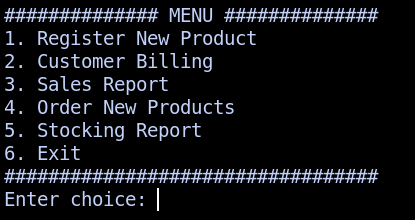 ############## MENU ##############
1. Register New Product
2. Customer Billing
3. Sales Report
4. Order New Products
5. Stocking Report
6. Exit
##################################
Enter choice: